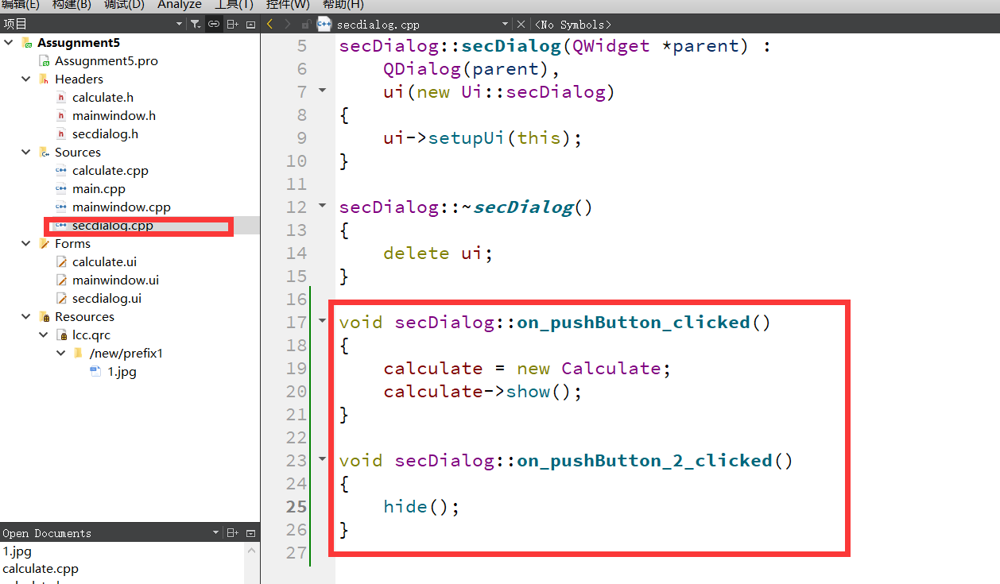 编辑(E) 构建(B) 调试(D) Analyze 工具(T) 控件(W) 帮助(H)
项目
secdialog.cpp
<No Symbols>
Assugnment5
Assugnment5.pro
Headers
calculate.h
mainwindow.h
secdialog.h
Sources
calculate.cpp
main.cpp
mainwindow.cpp
secdialog.cpp
Forms
calculate.ui
mainwindow.ui
secdialog.ui
Resources
lcc.qrc
/new/prefix1
1.jpg
Open Documents
1.jpg
calculate.cpp
5 secDialog::secDialog(QWidget *parent) :
6 QDialog(parent),
7 ui(new Ui::secDialog)
8 {
9 ui->setupUi(this);
10 }
11
12 secDialog::~secDialog()
13 {
14 delete ui;
15 }
16
17 void secDialog::on_pushButton_clicked()
18 {
19 calculate = new Calculate;
20 calculate->show();
21 }
22
23 void secDialog::on_pushButton_2_clicked()
24 {
25 hide();
26 }
27